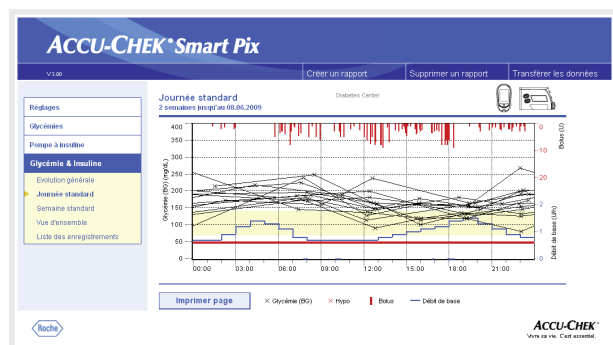 ACCU-CHEK® Smart Pix
V 3.00
Créer un rapport
Supprimer un rapport
Transférer les données
Réglages
Glycémies
Pompe à insuline
Glycémie & Insuline
Evolution générale
Journée standard
Semaine standard
Vue d'ensemble
Liste des enregistrements
Journée standard
2 semaines jusqu'au 08.06.2009
Diabetes Center
Glycémie (BG) (mg/dL)
400
350
300
250
200
150
100
50
0
00:00 03:00 06:00 09:00 12:00 15:00 18:00 21:00
0
10
20
2
1
0
Bolus (U)
Débit de base (U/h)
Imprimer page
Glycémie (BG)
Hypo
Bolus
Débit de base
Roche
ACCU-CHEK®
Vivre sa vie. C'est essentiel.